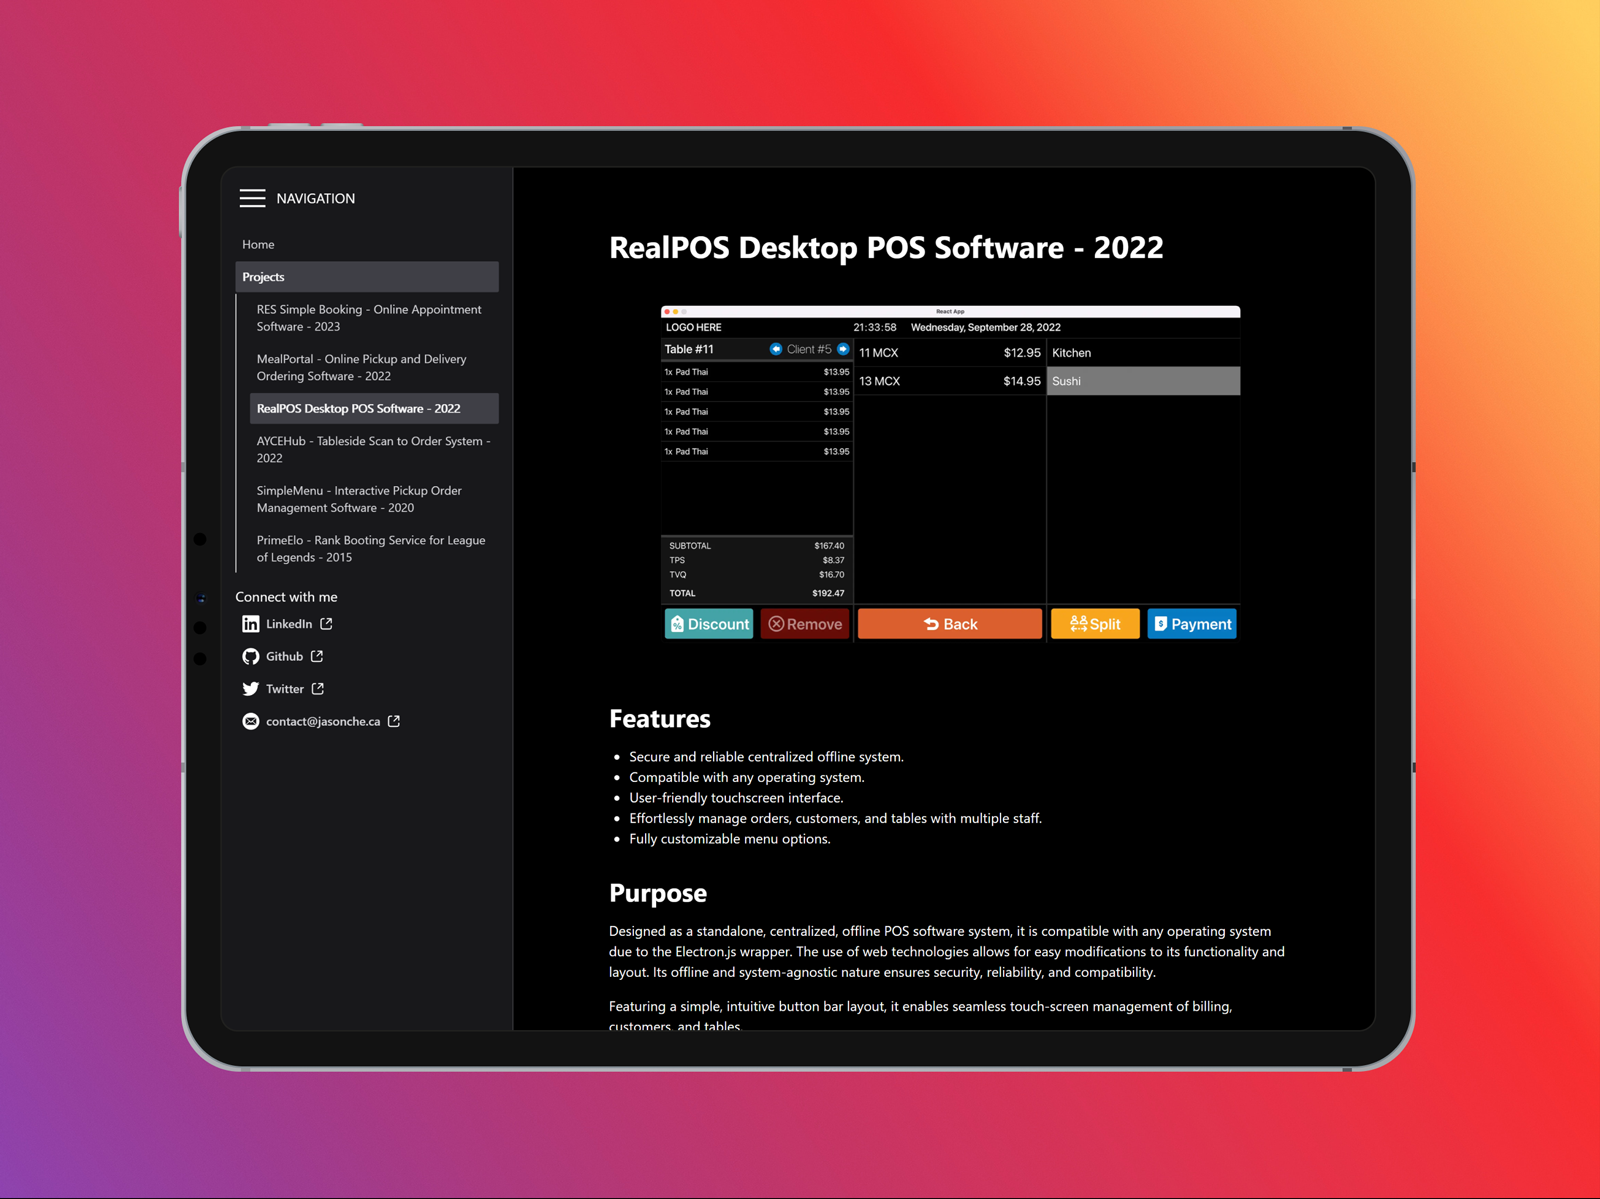 NAVIGATION
Home
Projects
RES Simple Booking - Online Appointment
Software - 2023
MealPortal - Online Pickup and Delivery
Ordering Software - 2022
RealPOS Desktop POS Software - 2022
AYCEHub - Tableside Scan to Order System -
2022
SimpleMenu - Interactive Pickup Order
Management Software - 2020
PrimeElo - Rank Booting Service for League
of Legends - 2015
Connect with me
LinkedIn
Github
Twitter
contact@jasonche.ca
RealPOS Desktop POS Software - 2022
React App
LOGO HERE 21:33:58 Wednesday, September 28, 2022
Table #11 Client #5
1x Pad Thai $13.95
1x Pad Thai $13.95
1x Pad Thai $13.95
1x Pad Thai $13.95
1x Pad Thai $13.95
SUBTOTAL $167.40
TPS $8.37
TVQ $16.70
TOTAL $192.47
11 MCX $12.95
13 MCX $14.95
Kitchen
Sushi
Discount Remove Back Split Payment
Features
• Secure and reliable centralized offline system.
• Compatible with any operating system.
• User-friendly touchscreen interface.
• Effortlessly manage orders, customers, and tables with multiple staff.
• Fully customizable menu options.
Purpose
Designed as a standalone, centralized, offline POS software system, it is compatible with any operating system
due to the Electron.js wrapper. The use of web technologies allows for easy modifications to its functionality and
layout. Its offline and system-agnostic nature ensures security, reliability, and compatibility.
Featuring a simple, intuitive button bar layout, it enables seamless touch-screen management of billing,
customers, and tables.